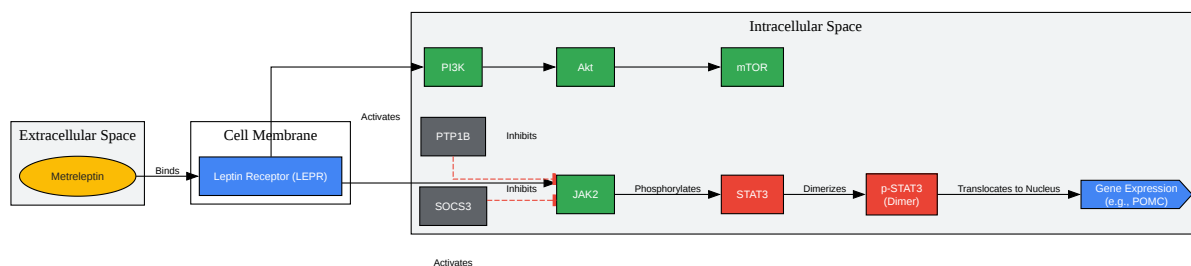 Intracellular Space
PI3K
Akt
mTOR
Activates
Extracellular Space
Cell Membrane
PTP1B
Inhibits
Metreleptin
Binds
Leptin Receptor (LEPR)
Inhibits
SOCS3
JAK2
Phosphorylates
STAT3
Dimerizes
p-STAT3
(Dimer)
Translocates to Nucleus
Gene Expression
(e.g., POMC)
Activates